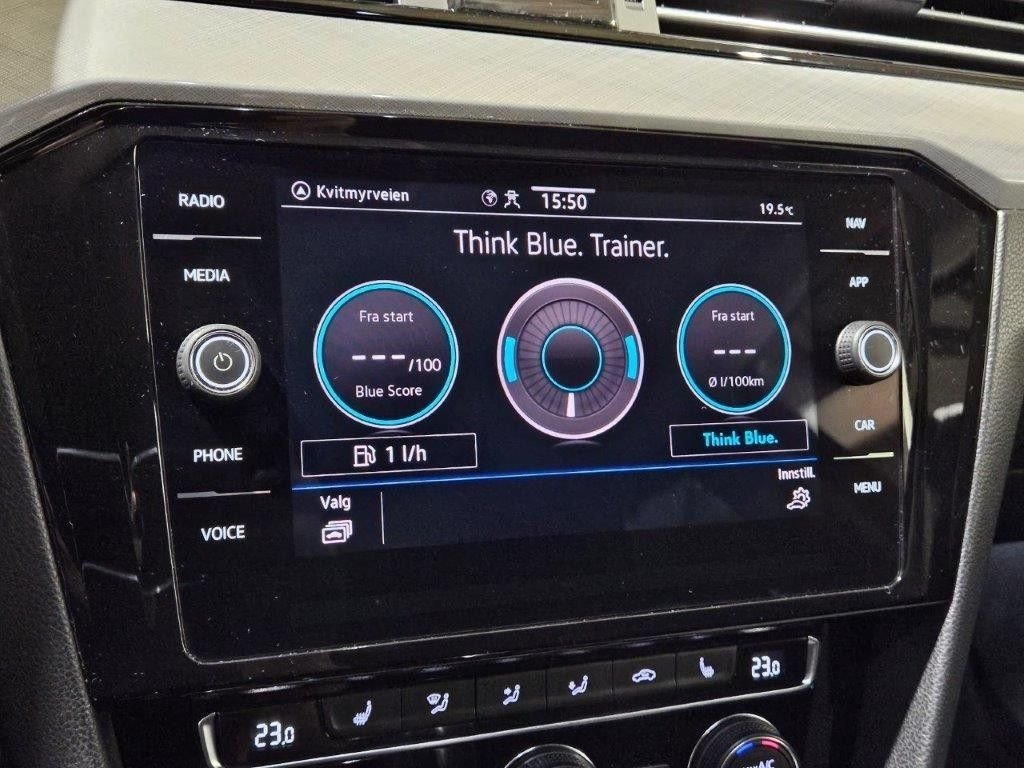 RADIO
MEDIA
PHONE
VOICE
Kvitmyrveien
15:50
19.5°C
Think Blue. Trainer.
Fra start
---/100
Blue Score
Fra start
---
Ø l/100km
1 l/h
Think Blue.
Valg
Innstill.
NAV
APP
CAR
MENU
23.0
23.0
A/C